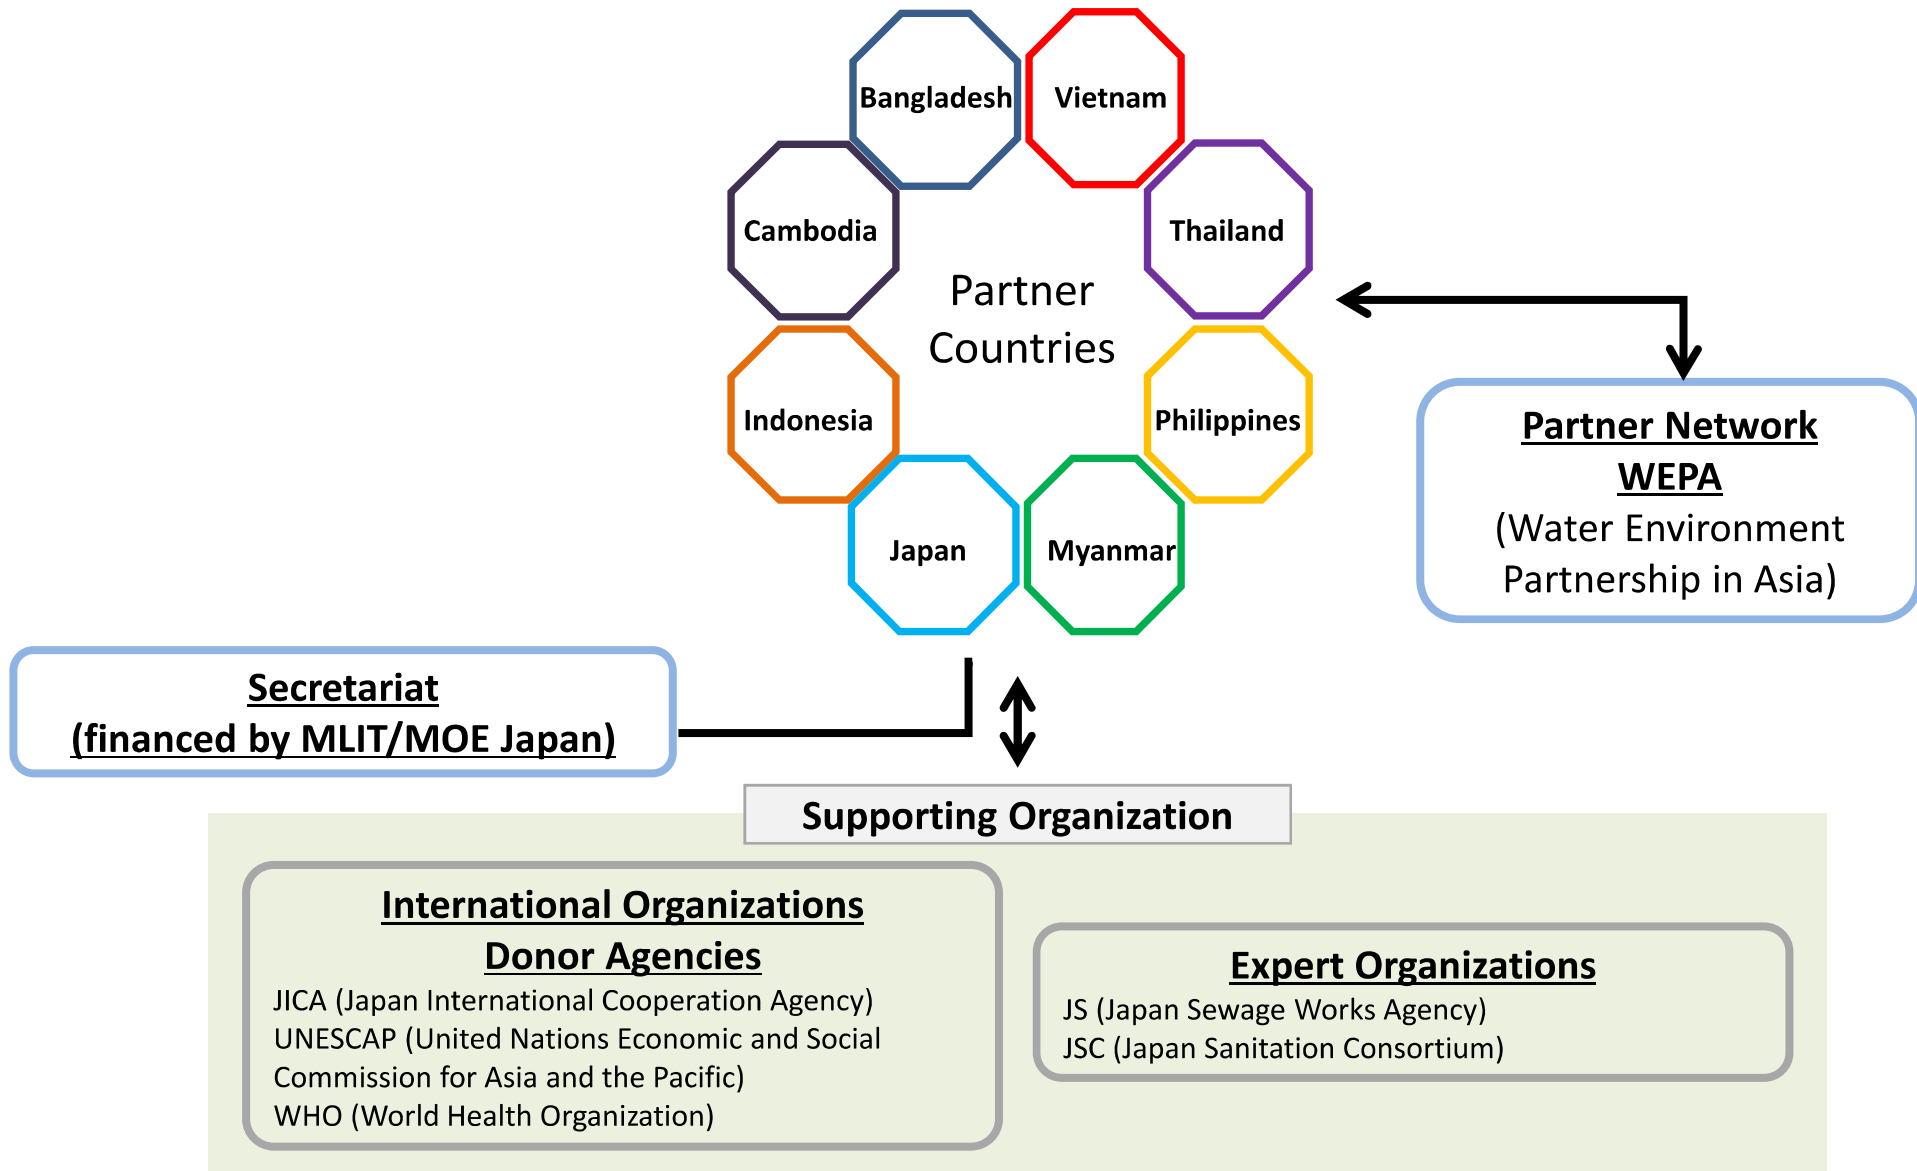 Bangladesh
Vietnam
Cambodia
Thailand
Partner
Countries
Indonesia
Philippines
Japan
Myanmar
Partner Network
WEPA
(Water Environment
Partnership in Asia)
Secretariat
(financed by MLIT/MOE Japan)
Supporting Organization
International Organizations
Donor Agencies
JICA (Japan International Cooperation Agency)
UNESCAP (United Nations Economic and Social
Commission for Asia and the Pacific)
WHO (World Health Organization)
Expert Organizations
JS (Japan Sewage Works Agency)
JSC (Japan Sanitation Consortium)